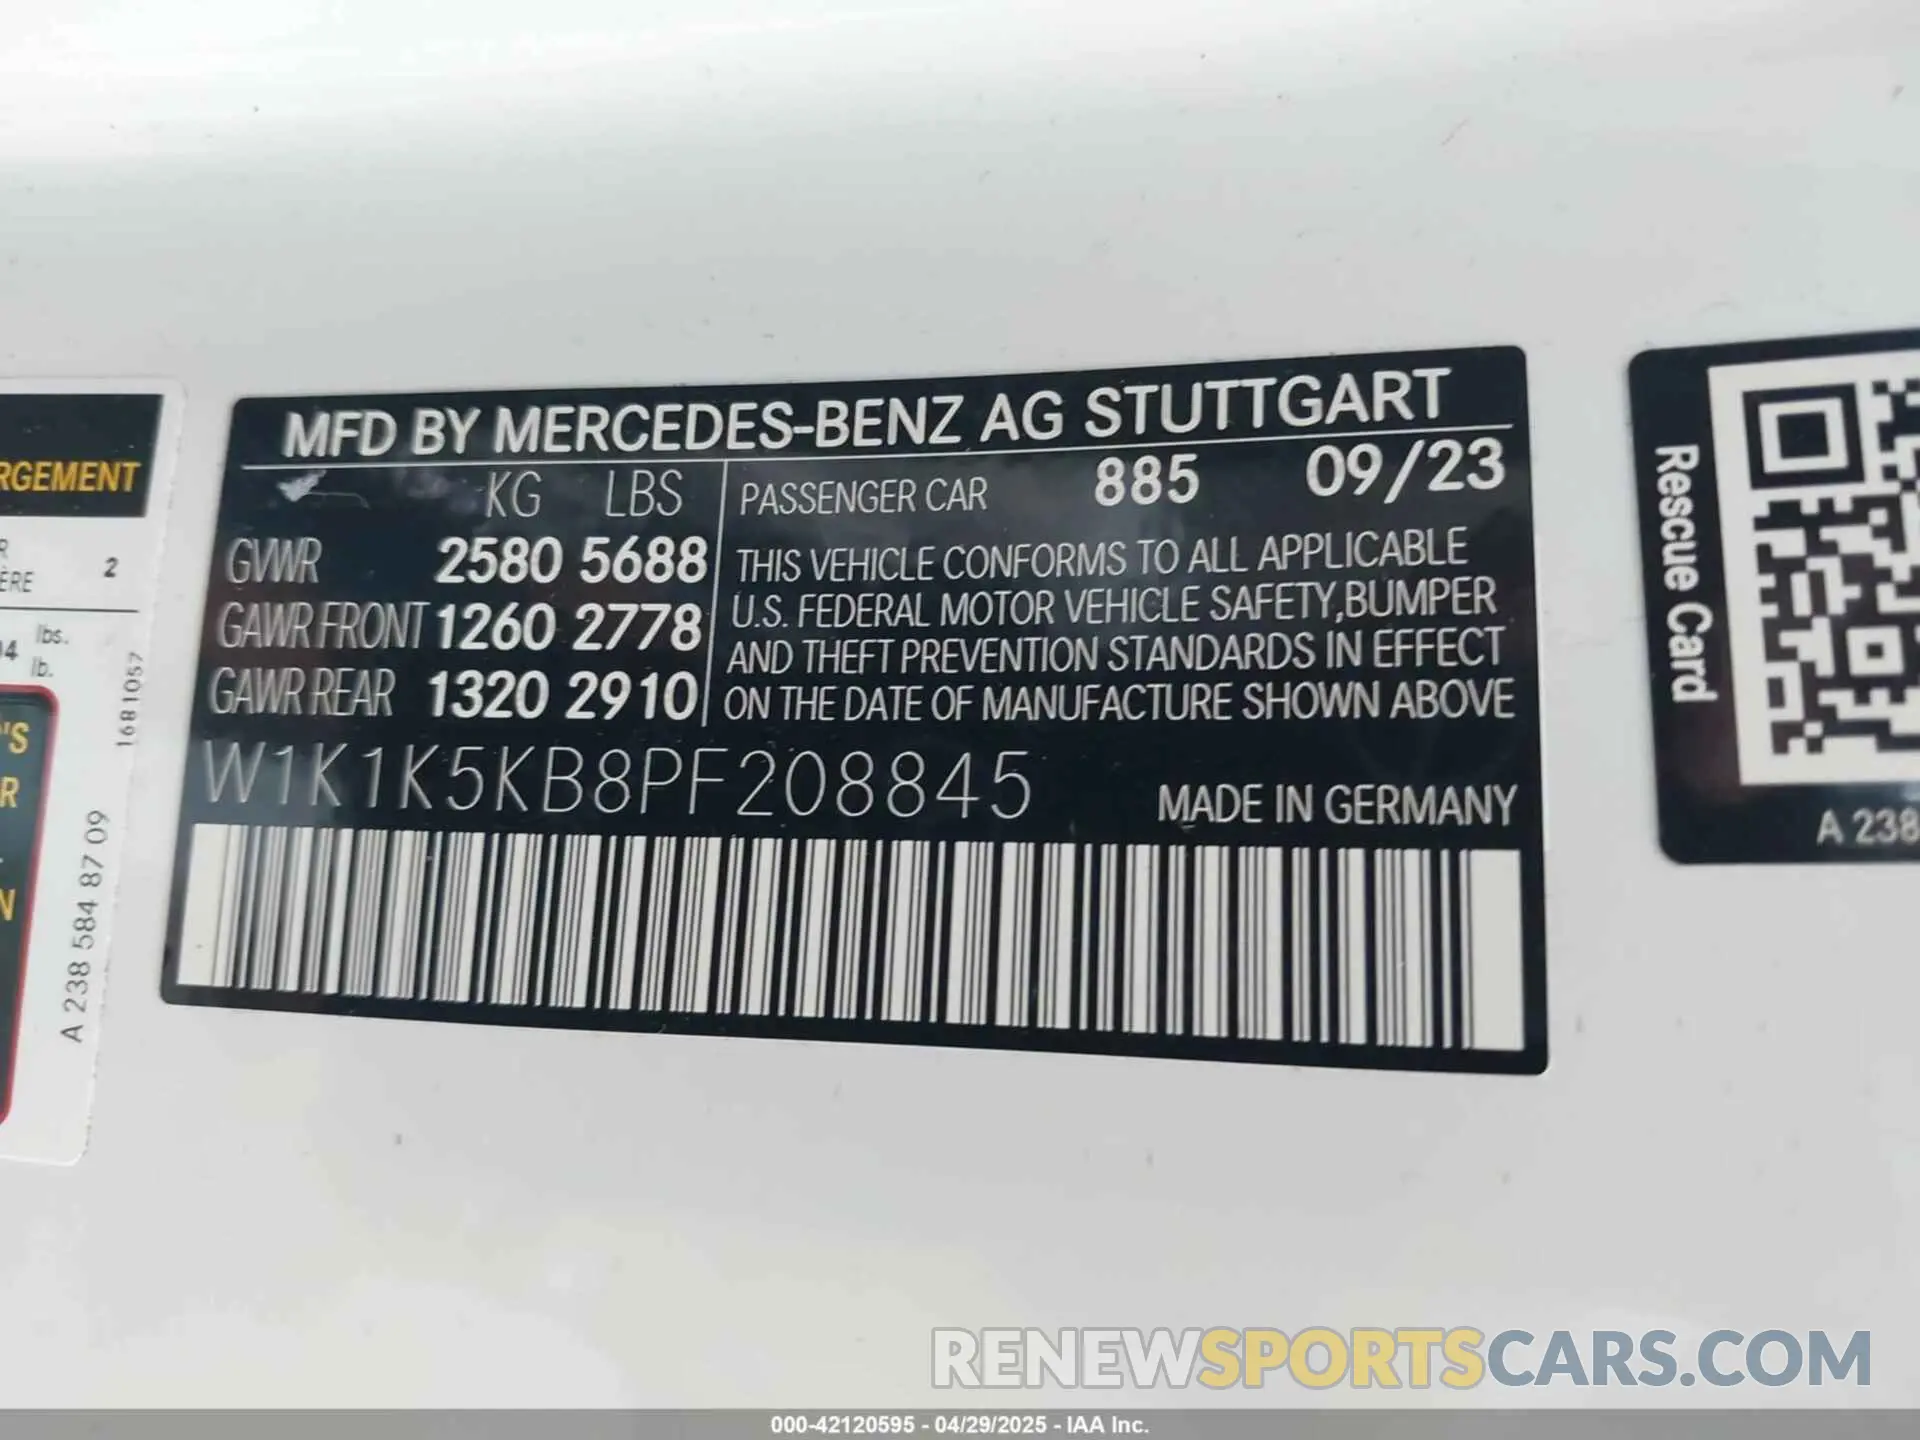 MFD BY MERCEDES-BENZ AG STUTTGART
KG LBS
PASSENGER CAR 885 09/23
GVWR 2580 5688
GAWR FRONT 1260 2778
GAWR REAR 1320 2910
THIS VEHICLE CONFORMS TO ALL APPLICABLE
U.S. FEDERAL MOTOR VEHICLE SAFETY,BUMPER
AND THEFT PREVENTION STANDARDS IN EFFECT
ON THE DATE OF MANUFACTURE SHOWN ABOVE
W1K1K5KB8PF208845
MADE IN GERMANY
RGEMENT
R
ÈRE 2
lbs.
lb.
1681057
'S
R
N
A 238 584 87 09
Rescue Card
A 238
RENEWSPORTSCARS.COM
000-42120595 - 04/29/2025 - IAA Inc.